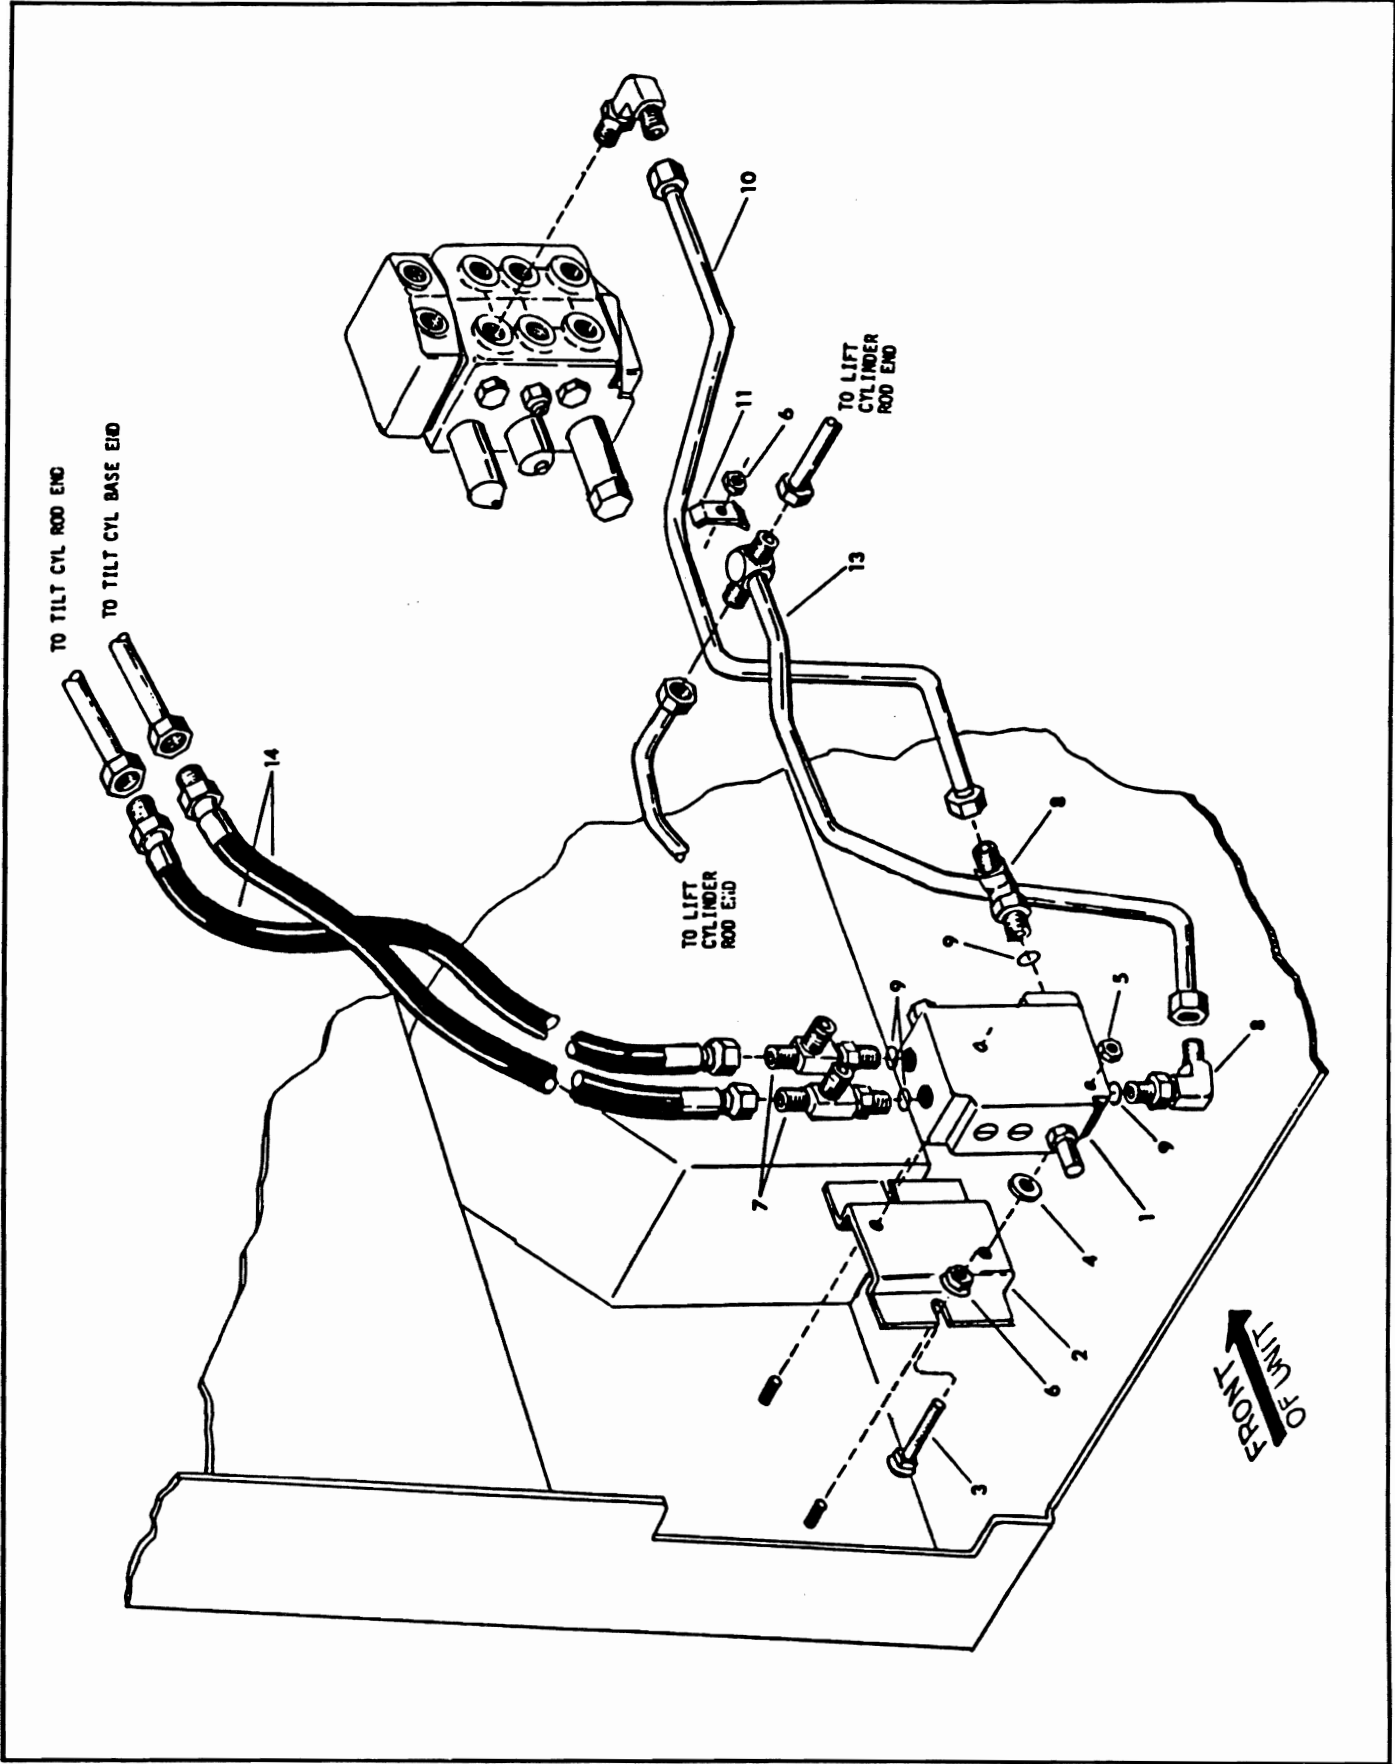 TO TILT CYL ROD END
TO TILT CYL BASE END
14
TO LIFT
CYLINDER
ROD END
10
11
7
6
TO LIFT
CYLINDER
ROD END
13
9
9
3
6
8
2
4
5
1
9
8
FRONT
OF UNIT